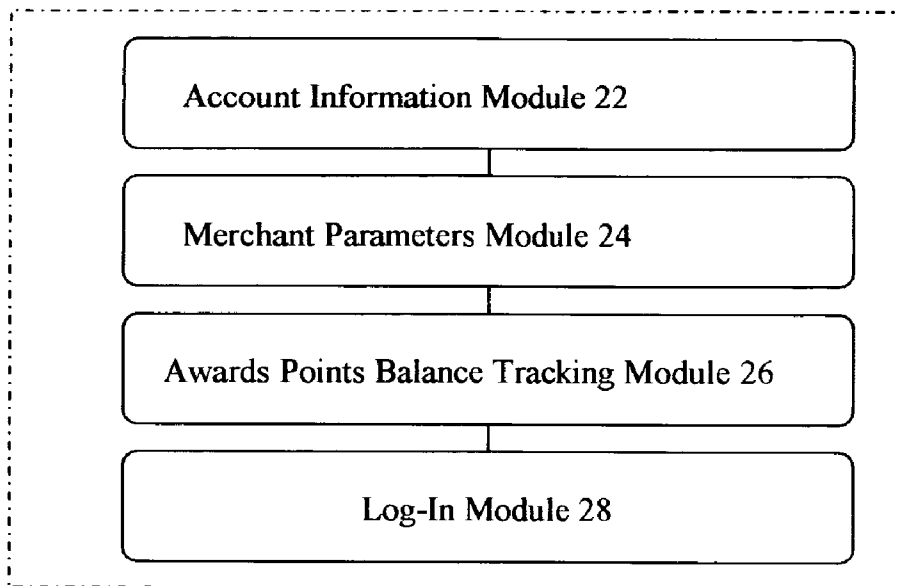 Account Information Module 22
Merchant Parameters Module 24
Awards Points Balance Tracking Module 26
Log-In Module 28